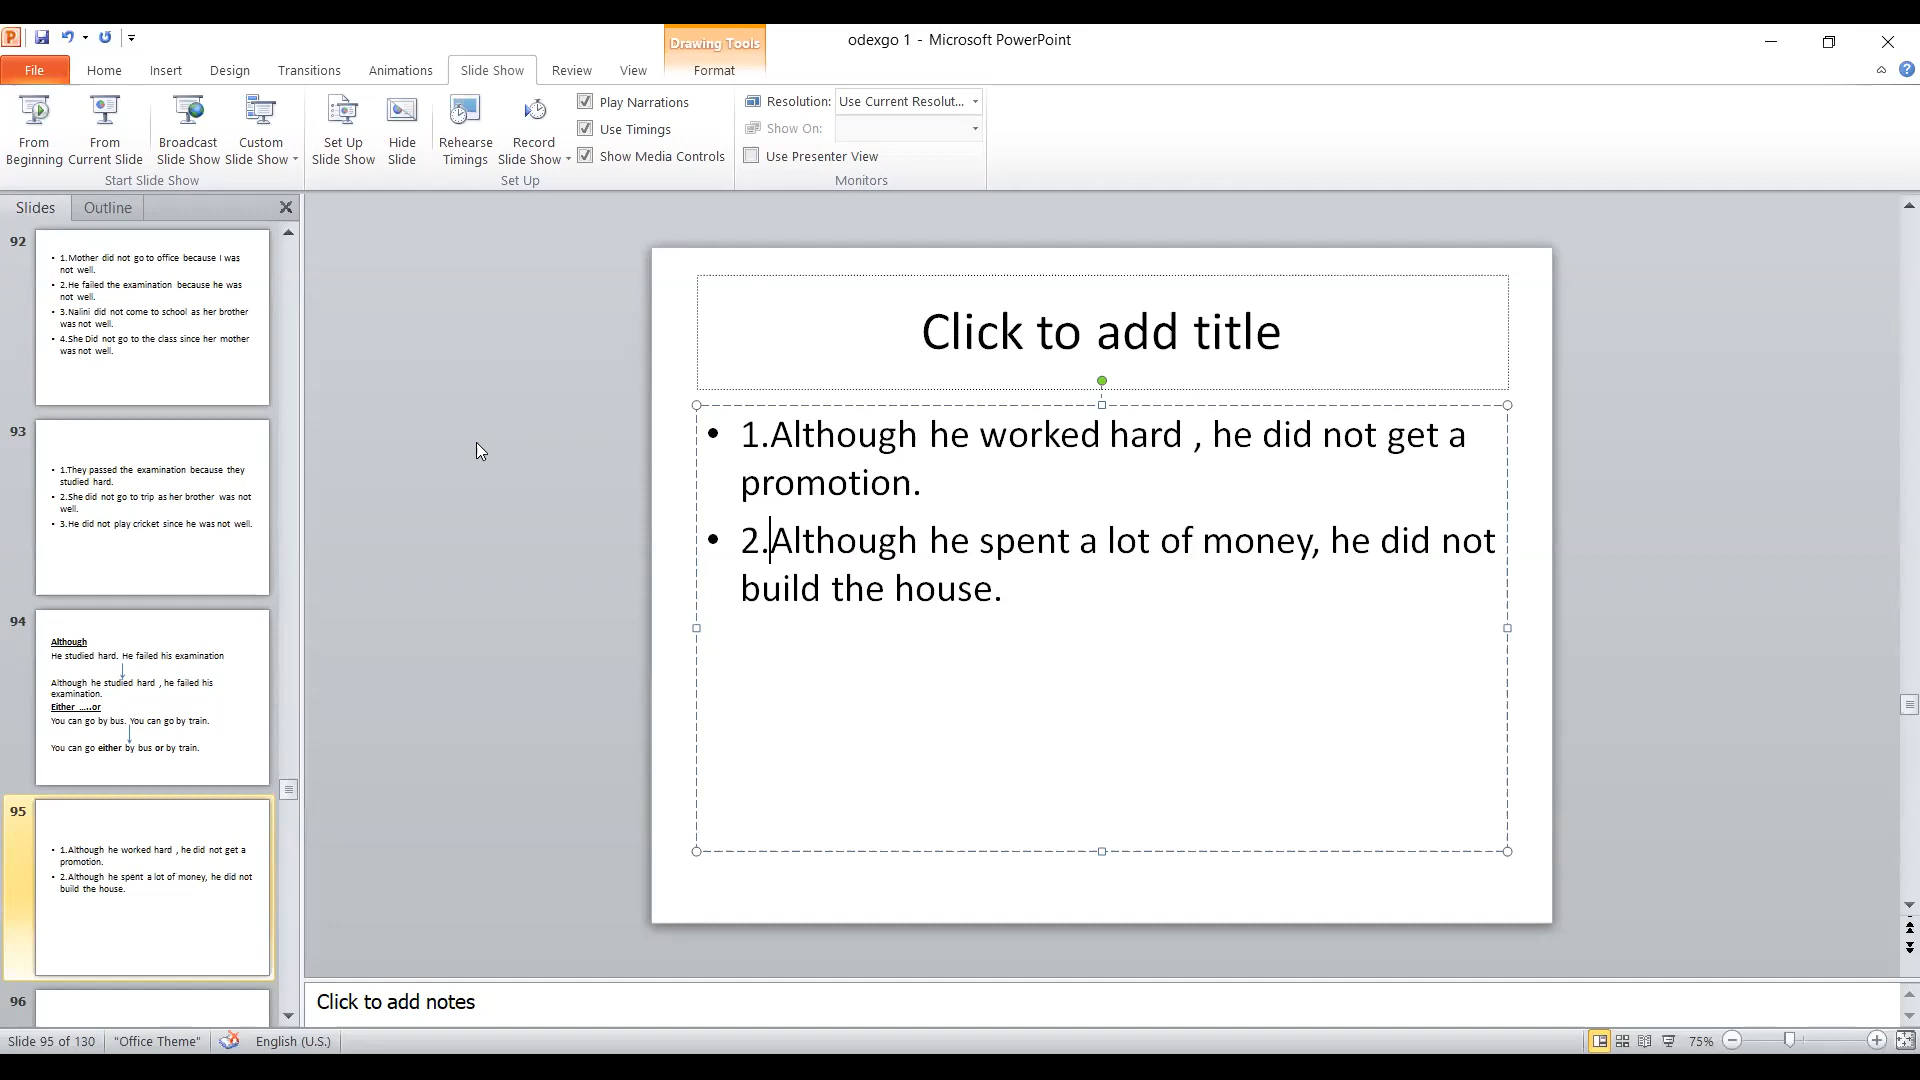 odexgo 1 - Microsoft PowerPoint
Drawing Tools
File Home Insert Design Transitions Animations Slide Show Review View Format
From Beginning
From Current Slide
Broadcast Slide Show
Custom Slide Show
Start Slide Show
Set Up Slide Show
Hide Slide
Rehearse Timings
Record Slide Show
Play Narrations
Use Timings
Show Media Controls
Set Up
Resolution: Use Current Resolut...
Show On:
Use Presenter View
Monitors
Slides Outline
92
• 1.Mother did not go to office because I was
not well.
• 2.He failed the examination because he was
not well.
• 3.Nalini did not come to school as her brother
was not well.
• 4.She Did not go to the class since her mother
was not well.
93
• 1.They passed the examination because they
studied hard.
• 2.She did not go to trip as her brother was not
well.
• 3.He did not play cricket since he was not well.
94
Although
He studied hard. He failed his examination
Although he studied hard , he failed his
examination.
Either .....or
You can go by bus. You can go by train.
You can go either by bus or by train.
95
• 1.Although he worked hard , he did not get a
promotion.
• 2.Although he spent a lot of money, he did not
build the house.
96
Click to add title
• 1.Although he worked hard , he did not get a
promotion.
• 2.Although he spent a lot of money, he did not
build the house.
Click to add notes
Slide 95 of 130 "Office Theme" English (U.S.) 75%